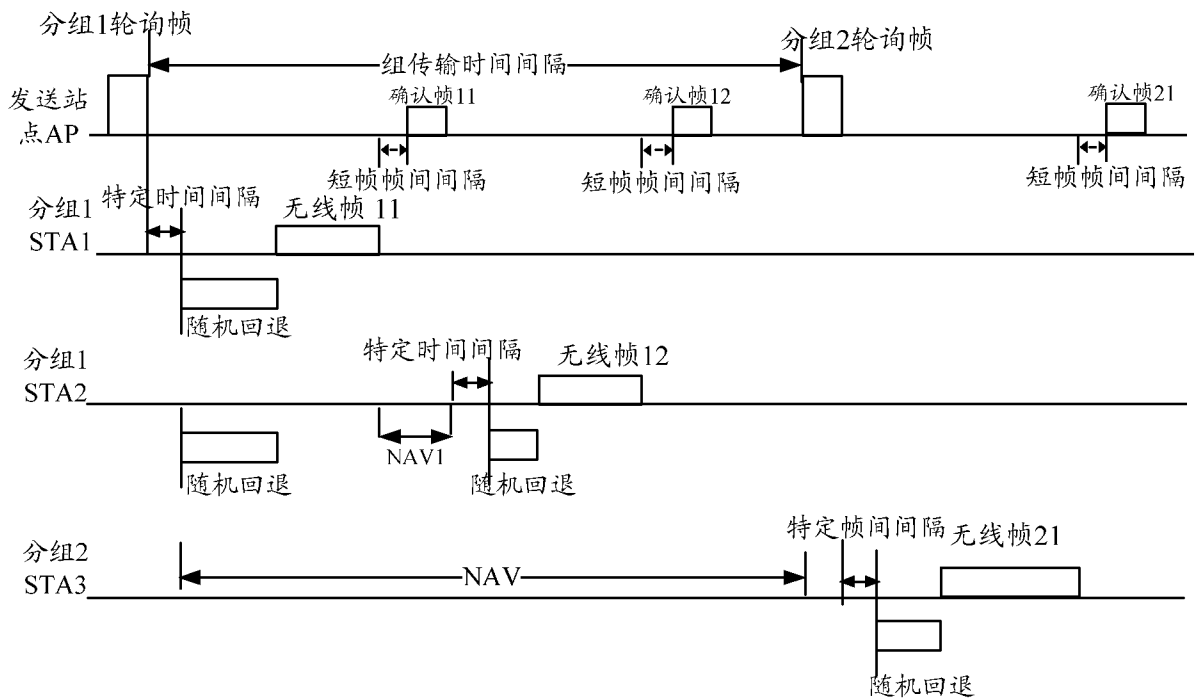 分组1轮询帧
分组2轮询帧
组传输时间间隔
发送站
点AP
确认帧11
确认帧12
确认帧21
短帧帧间间隔
短帧帧间间隔
短帧帧间间隔
特定时间间隔
分组1
STA1
无线帧 11
随机回退
分组1
STA2
特定时间间隔
无线帧12
NAV1
随机回退
随机回退
分组2
STA3
特定帧间间隔
无线帧21
NAV
随机回退